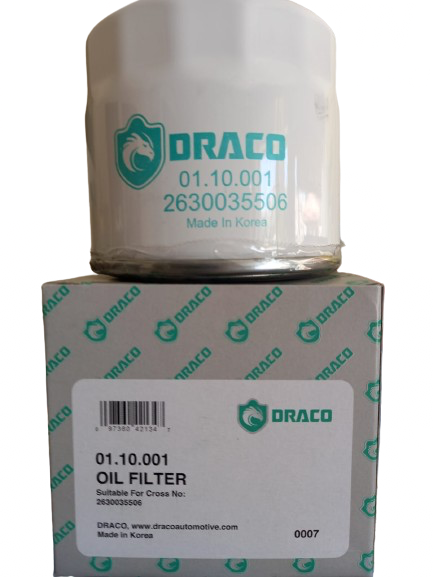 DRACO
01.10.001
2630035506
Made In Korea
DRACO
01.10.001
OIL FILTER
Suitable For Cross No:
2630035506
DRACO, www.dracoautomotive.com
Made in Korea
0007